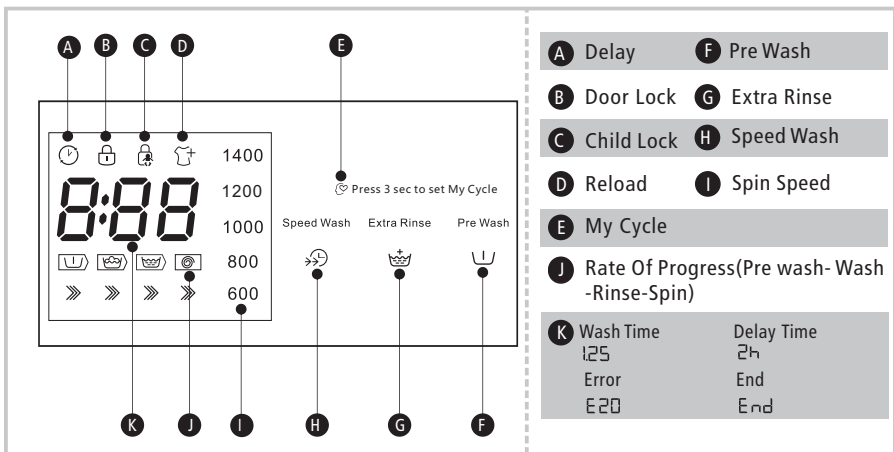 A B C D E
1400
8:88 1200
Press 3 sec to set My Cycle
1000
Speed Wash Extra Rinse Pre Wash
800
600
K J I H G F
A Delay F Pre Wash
B Door Lock G Extra Rinse
C Child Lock H Speed Wash
D Reload I Spin Speed
E My Cycle
J Rate Of Progress(Pre wash- Wash
-Rinse-Spin)
K Wash Time Delay Time
1.25 2h
Error End
E20 End